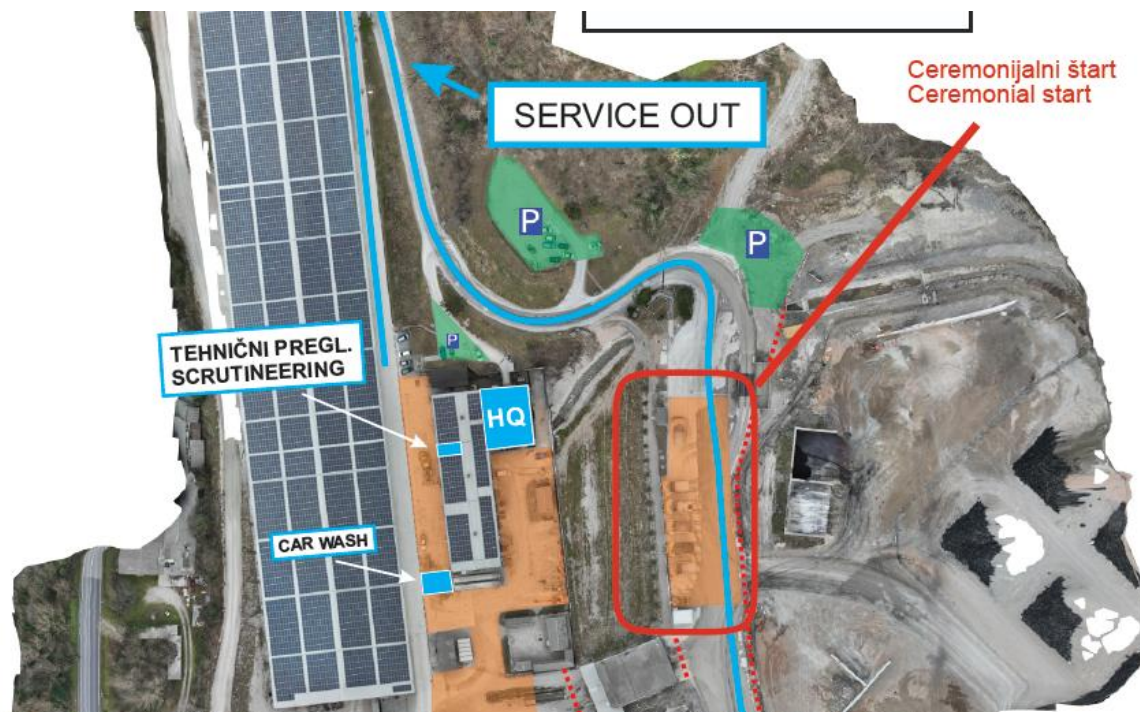 Ceremonijalni štart
Ceremonial start
SERVICE OUT
P
P
P
TEHNIČNI PREGL.
SCRUTINEERING
HQ
CAR WASH